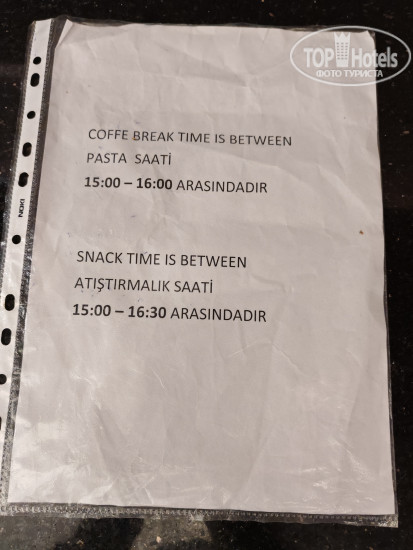 TOP Hotels
ФОТО ТУРИСТА
COFFE BREAK TIME IS BETWEEN
PASTA SAATİ
15:00 – 16:00 ARASINDADIR
SNACK TIME IS BETWEEN
ATIŞTIRMALIK SAATİ
15:00 – 16:30 ARASINDADIR
NOKI